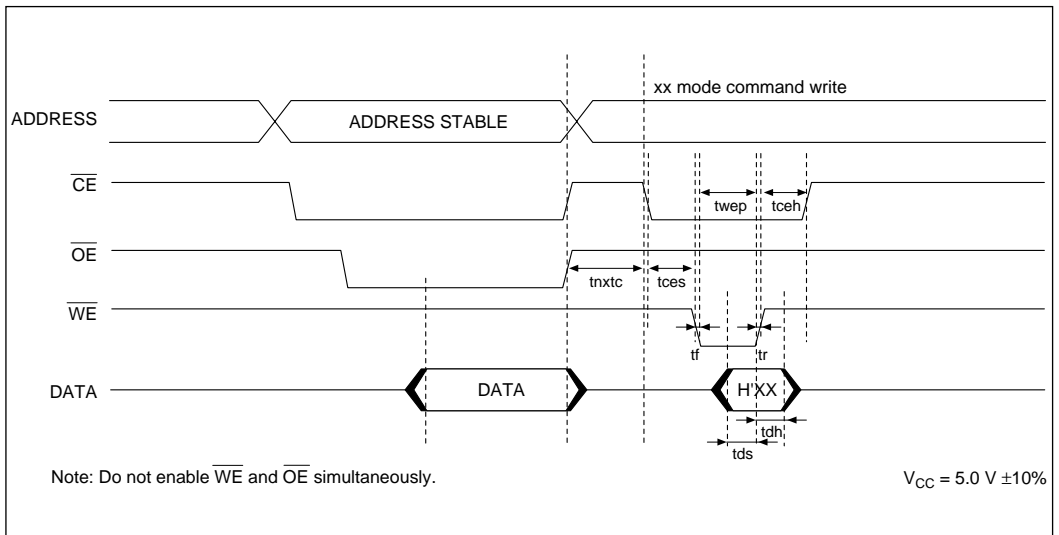 xx mode command write
ADDRESS
ADDRESS STABLE
CE
twep
tceh
OE
tnxtc
tces
WE
tf
tr
DATA
DATA
H'XX
tdh
tds
Note: Do not enable WE and OE simultaneously.
VCC = 5.0 V ±10%